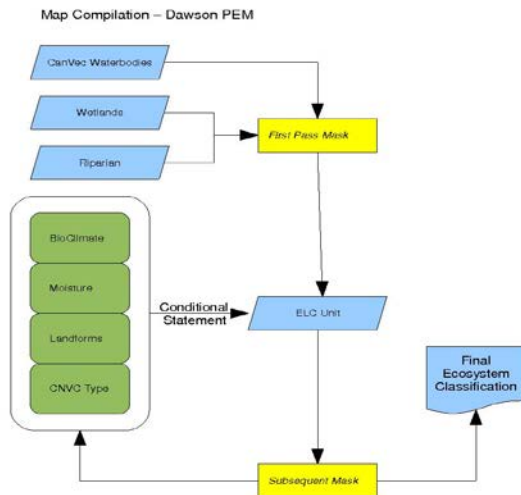 Map Compilation – Dawson PEM
CanVec Waterbodies
Wetlands
First Pass Mask
Riparian
BioClimate
Moisture
Conditional
Statement
ELC Unit
Landforms
CNVC Type
Final
Ecosystem
Classification
Subsequent Mask